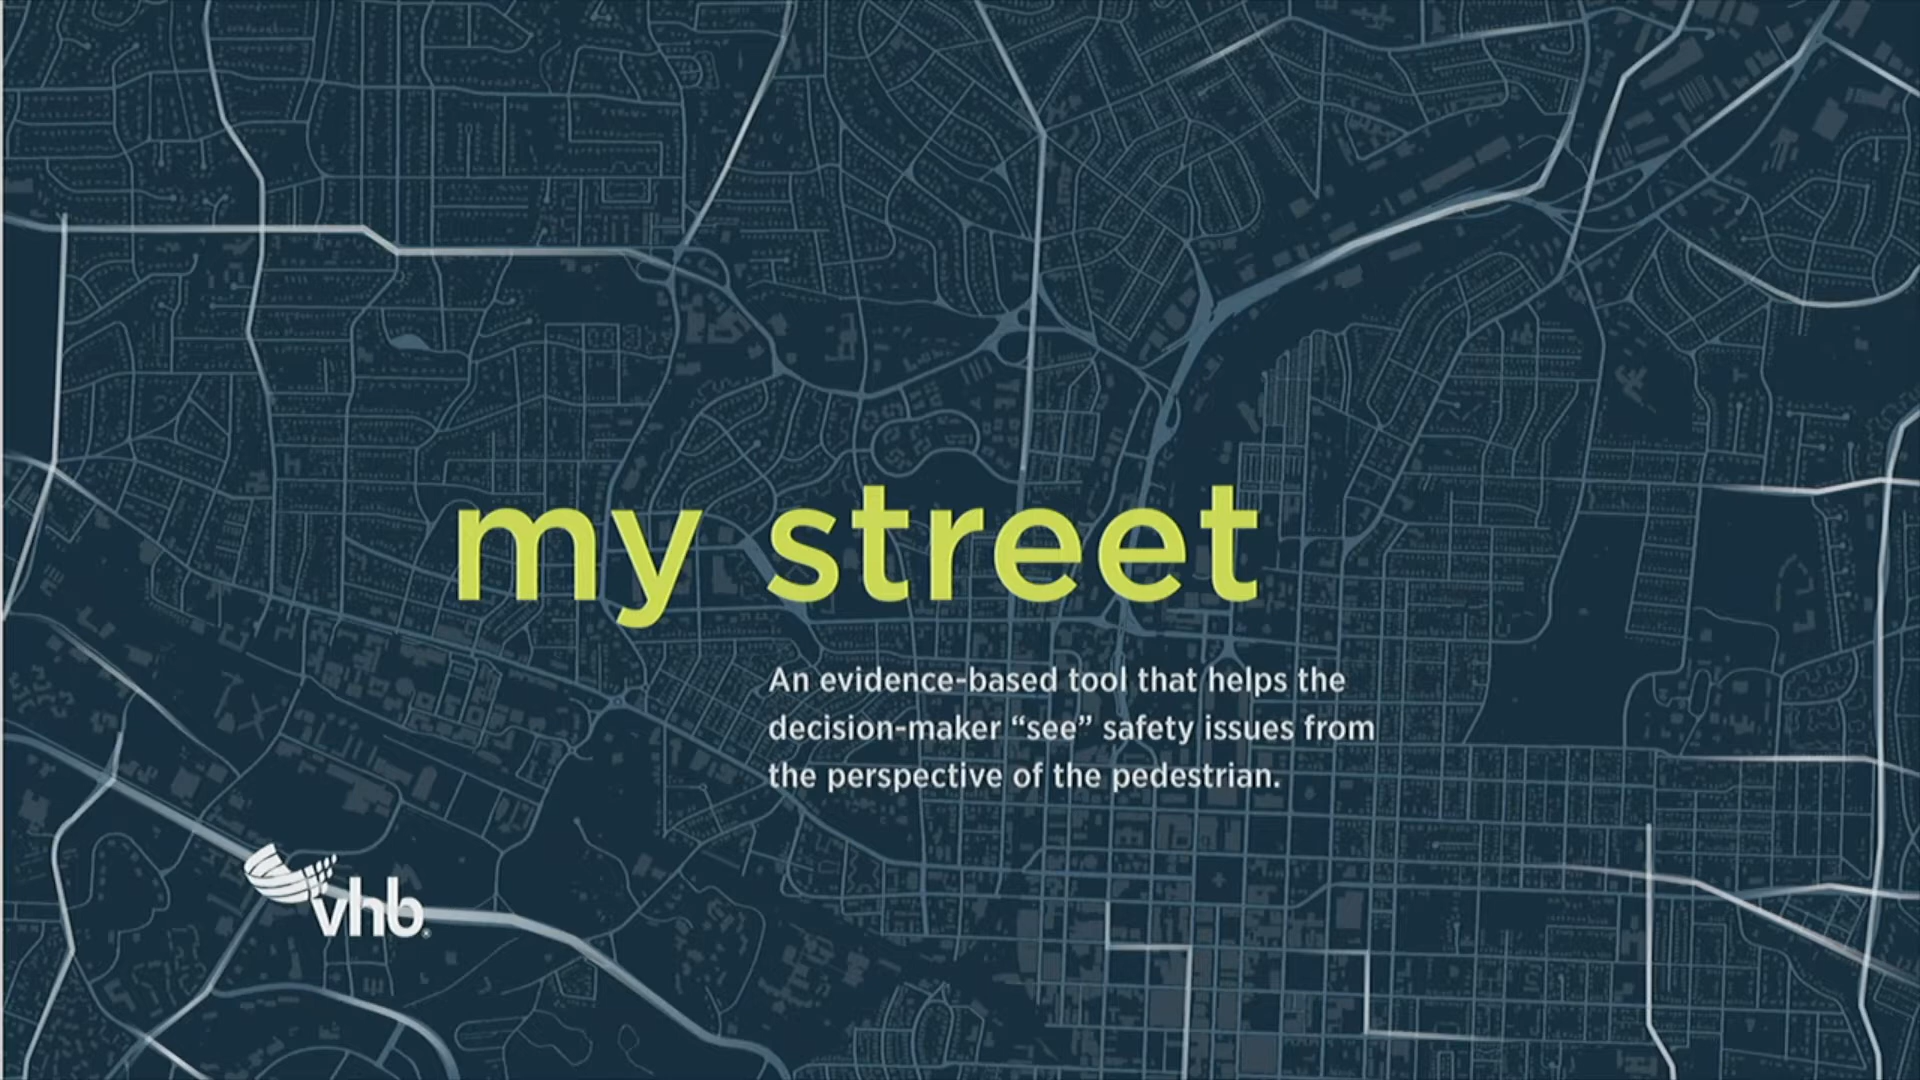 my street
An evidence-based tool that helps the
decision-maker “see” safety issues from
the perspective of the pedestrian.
vhb®